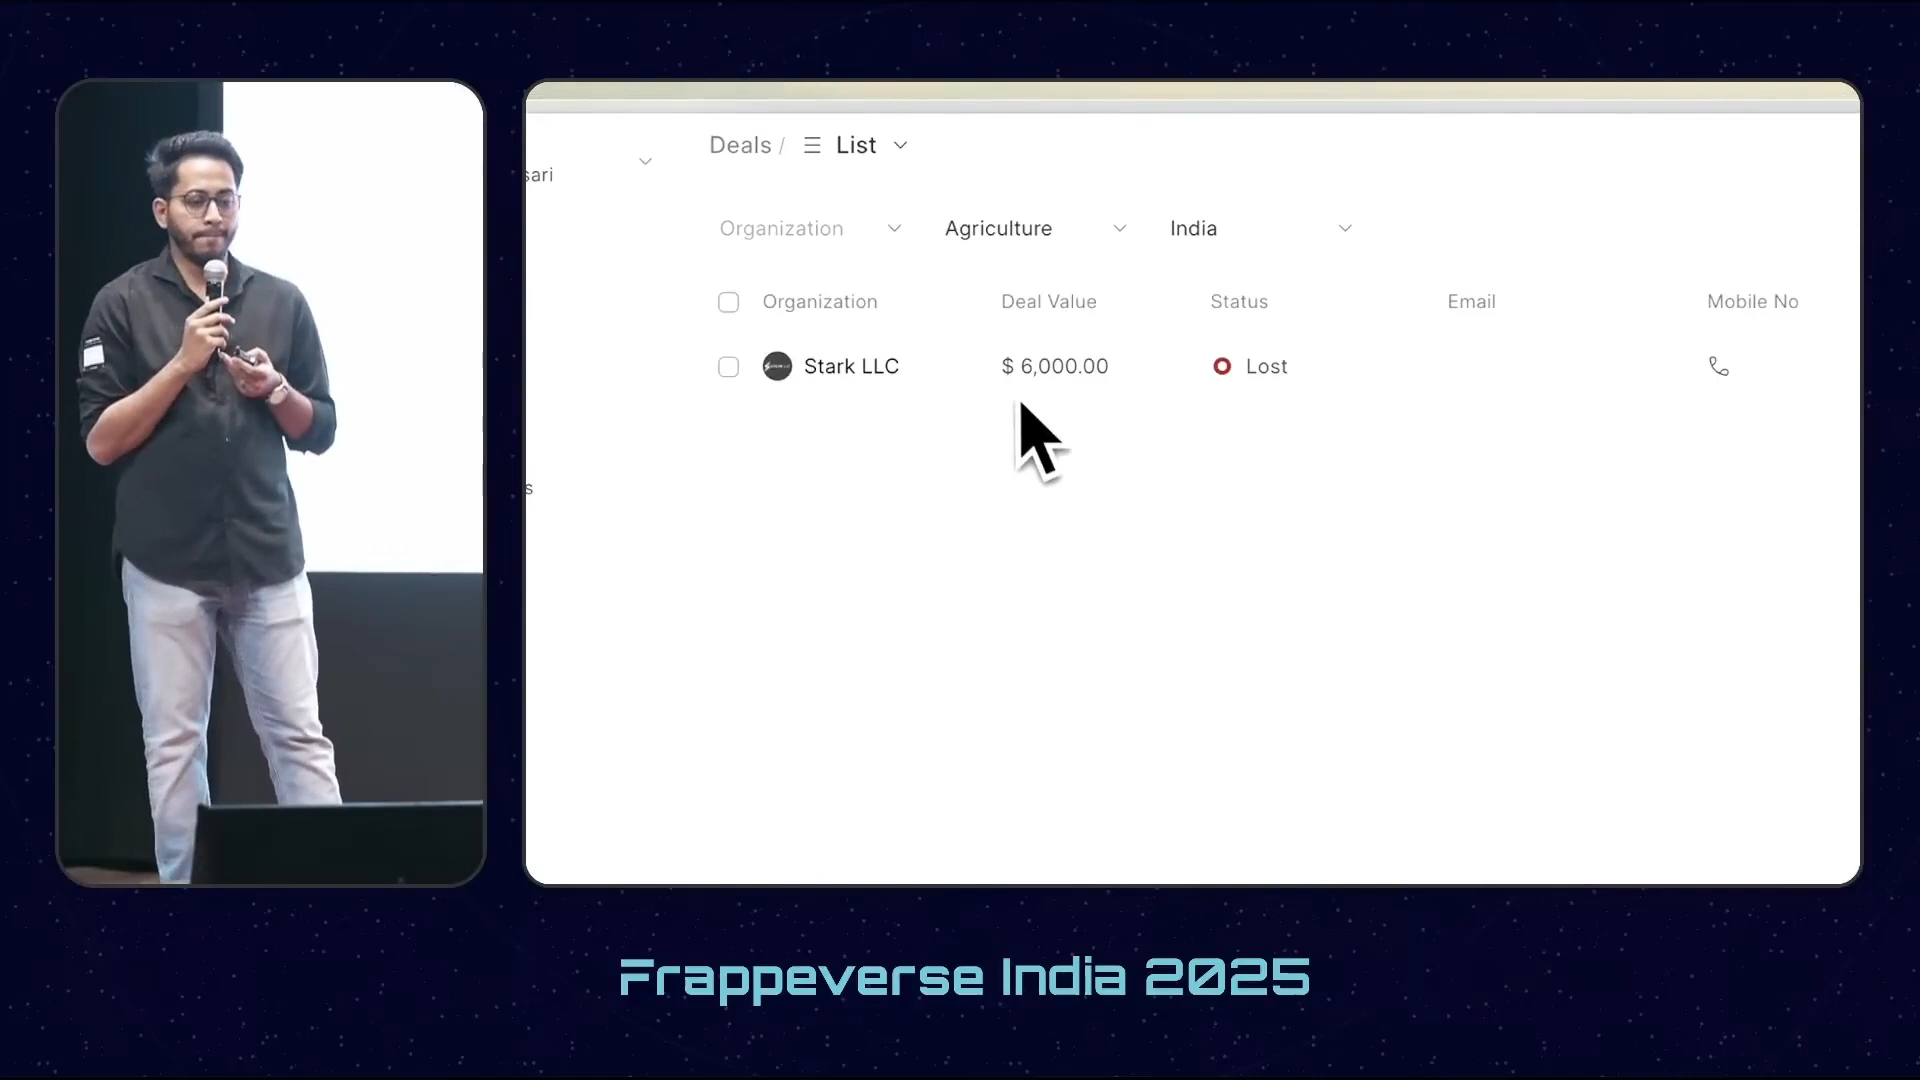 Deals / List
sari
Organization Agriculture India
Organization Deal Value Status Email Mobile No
Stark LLC $ 6,000.00 Lost
s
Frappeverse India 2025